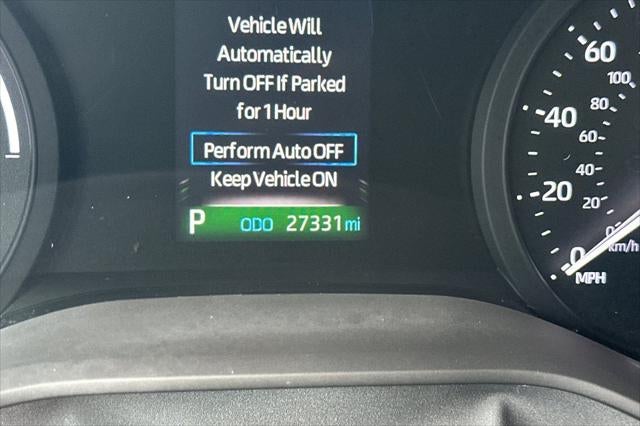 Vehicle Will
Automatically
Turn OFF If Parked
for 1 Hour
Perform Auto OFF
Keep Vehicle ON
P ODO 27331 mi
60
100
40
80
60
40
20
20
0
0
km/h
MPH